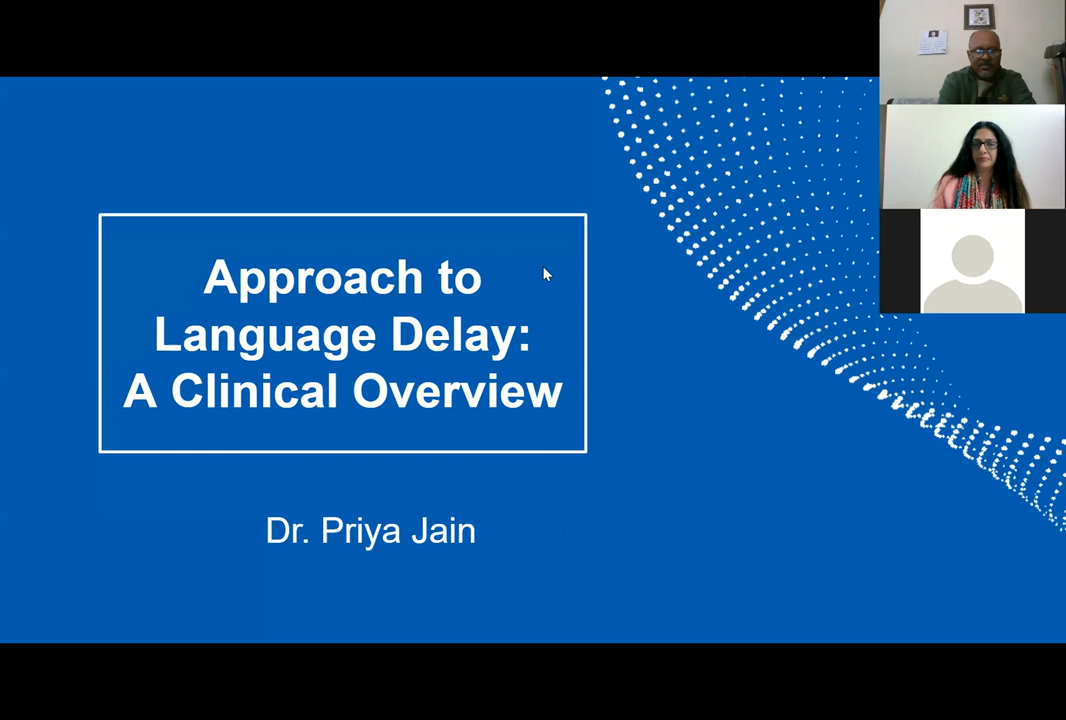 Approach to
Language Delay:
A Clinical Overview
Dr. Priya Jain